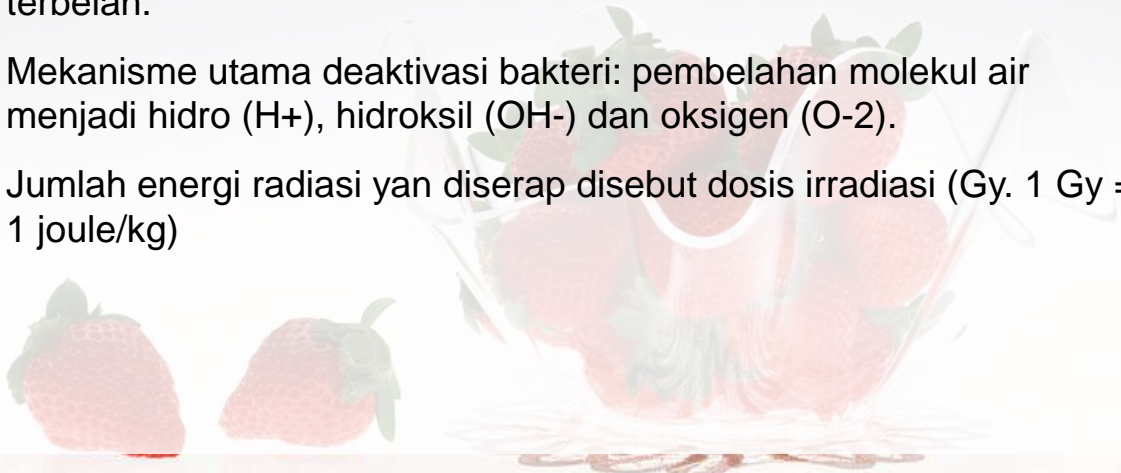 terbelah.
Mekanisme utama deaktivasi bakteri: pembelahan molekul air
menjadi hidro (H+), hidroksil (OH-) dan oksigen (O-2).
Jumlah energi radiasi yan diserap disebut dosis irradiasi (Gy. 1 Gy =
1 joule/kg)